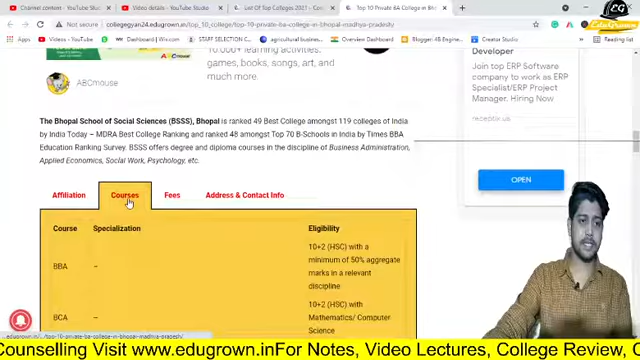 content - YouTube Stu
Video details - YouTube Studio
List Of Top Colleges 2021 - Co
Top 10 Private BA College in Bh
Not secure | collegegyan24.edugrown.in/top_10_college/top-10-private-ba-college-in-bhopal-madhya-pradesh/
YouTube
Dashboard | Wix.com
STAFF SELECTION C
agricultural business
Blogger: All
Engineering
Creator Studio
Reading list
CG
EduGrown
ABCmouse
10,000+ learning activities,
games, books, songs, art, and
much more.
ABCmouse
Developer
Join top ERP Software
company to work as ERP
Specialist/ERP Project
Manager. Hiring Now
OPEN
The Bhopal School of Social Sciences (BSSS), Bhopal is ranked 49 Best College amongst 119 colleges of India
by India Today – MDRA Best College Ranking and ranked 48 amongst Top 70 B-Schools in India by Times BBA
Education Ranking Survey. BSSS offers degree and diploma courses in the discipline of Business Administration,
Applied Economics, Social Work, Psychology, etc.
Affiliation
Courses
Fees
Address & Contact Info
Course
Specialization
Eligibility
BBA
–
10+2 (HSC) with a
minimum of 50% aggregate
marks in a relevant
discipline
BCA
–
10+2 (HSC) with
Mathematics/ Computer
Science
Counselling Visit www.edugrown.inFor Notes, Video Lectures, College Review, C